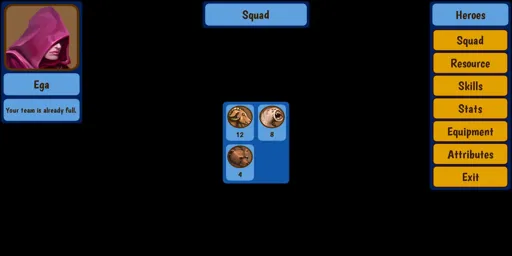 Squad
Ega
Your team is already full.
12
8
4
Heroes
Squad
Resource
Skills
Stats
Equipment
Attributes
Exit